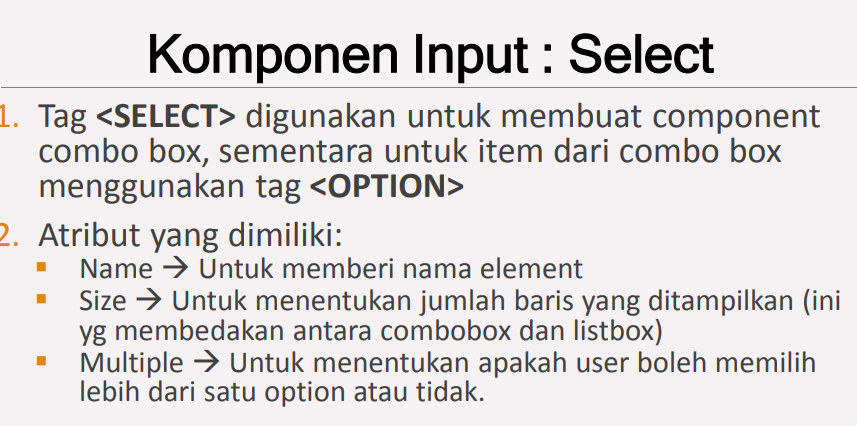 Komponen Input : Select
1. Tag <SELECT> digunakan untuk membuat component
combo box, sementara untuk item dari combo box
menggunakan tag <OPTION>
2. Atribut yang dimiliki:
▪ Name → Untuk memberi nama element
▪ Size → Untuk menentukan jumlah baris yang ditampilkan (ini
yg membedakan antara combobox dan listbox)
▪ Multiple → Untuk menentukan apakah user boleh memilih
lebih dari satu option atau tidak.